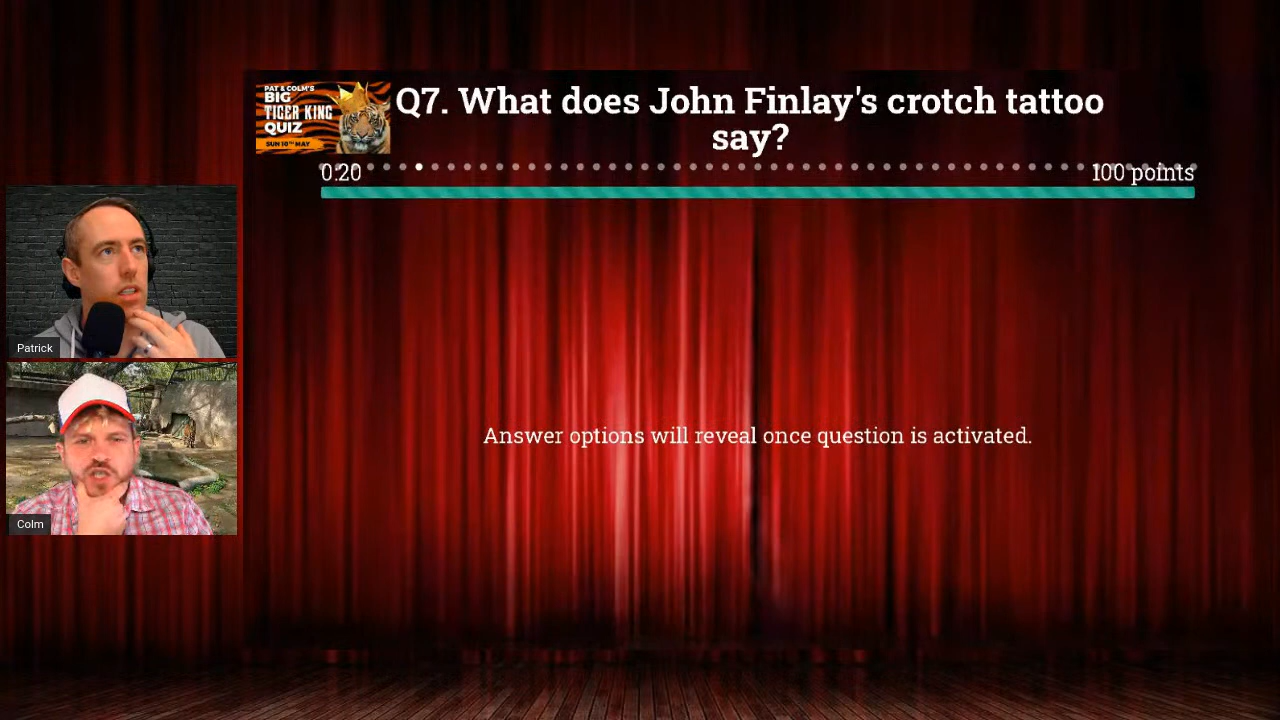 PAT & COLM'S
BIG
TIGER KING
QUIZ
SUN 10TH MAY
Q7. What does John Finlay's crotch tattoo
say?
0:20
100 points
Answer options will reveal once question is activated.
Patrick
Colm